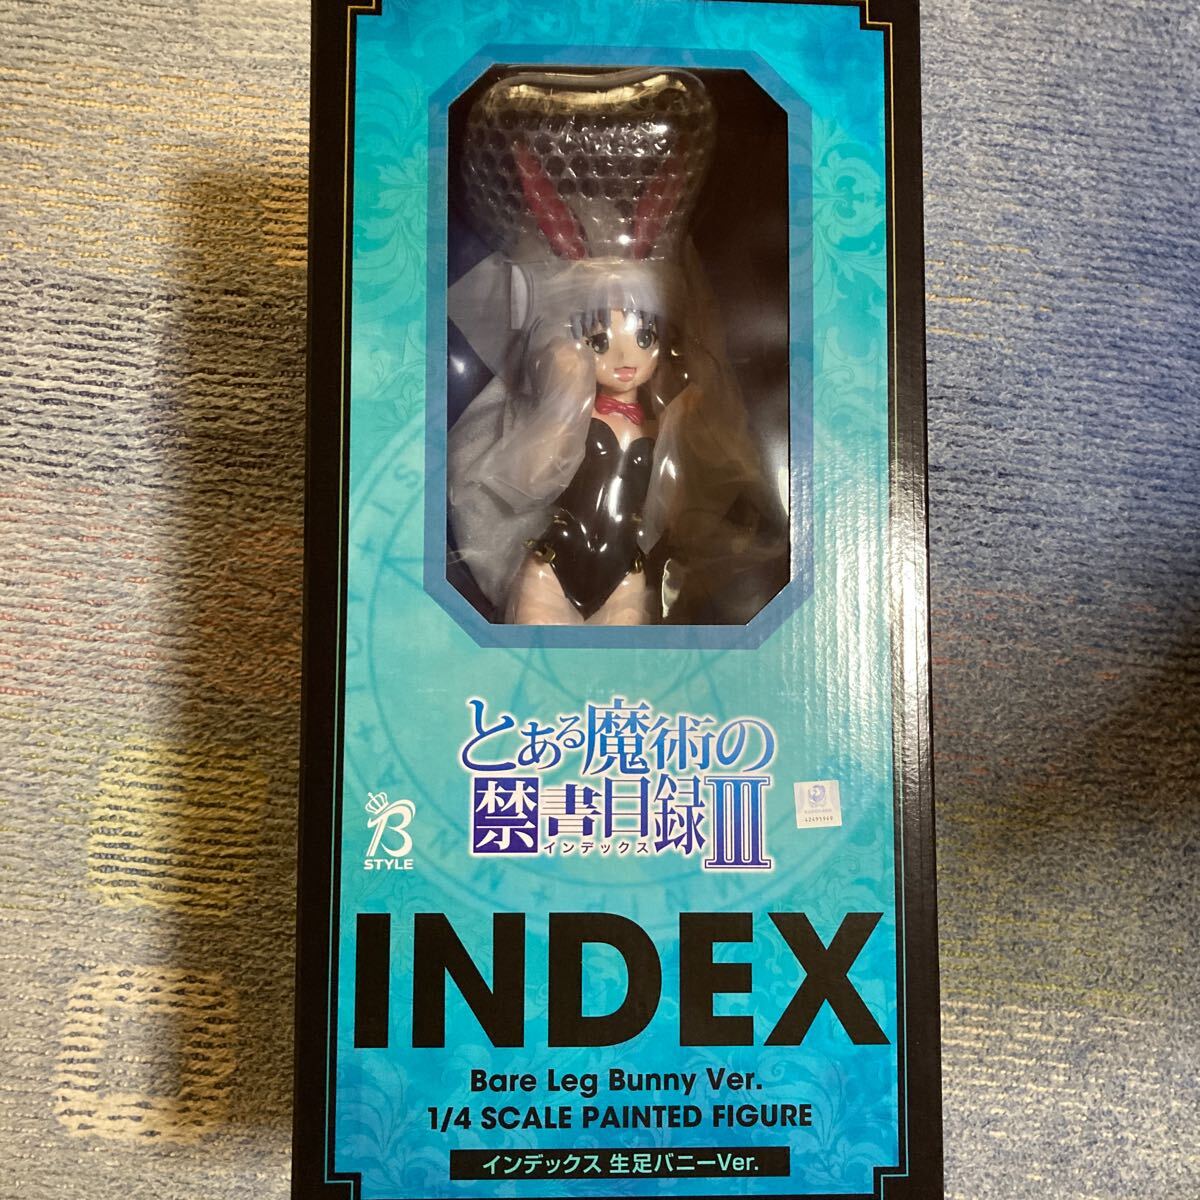 とある魔術の
禁書目録III
インデックス
B
STYLE
42495949
INDEX
Bare Leg Bunny Ver.
1/4 SCALE PAINTED FIGURE
インデックス 生足バニーVer.